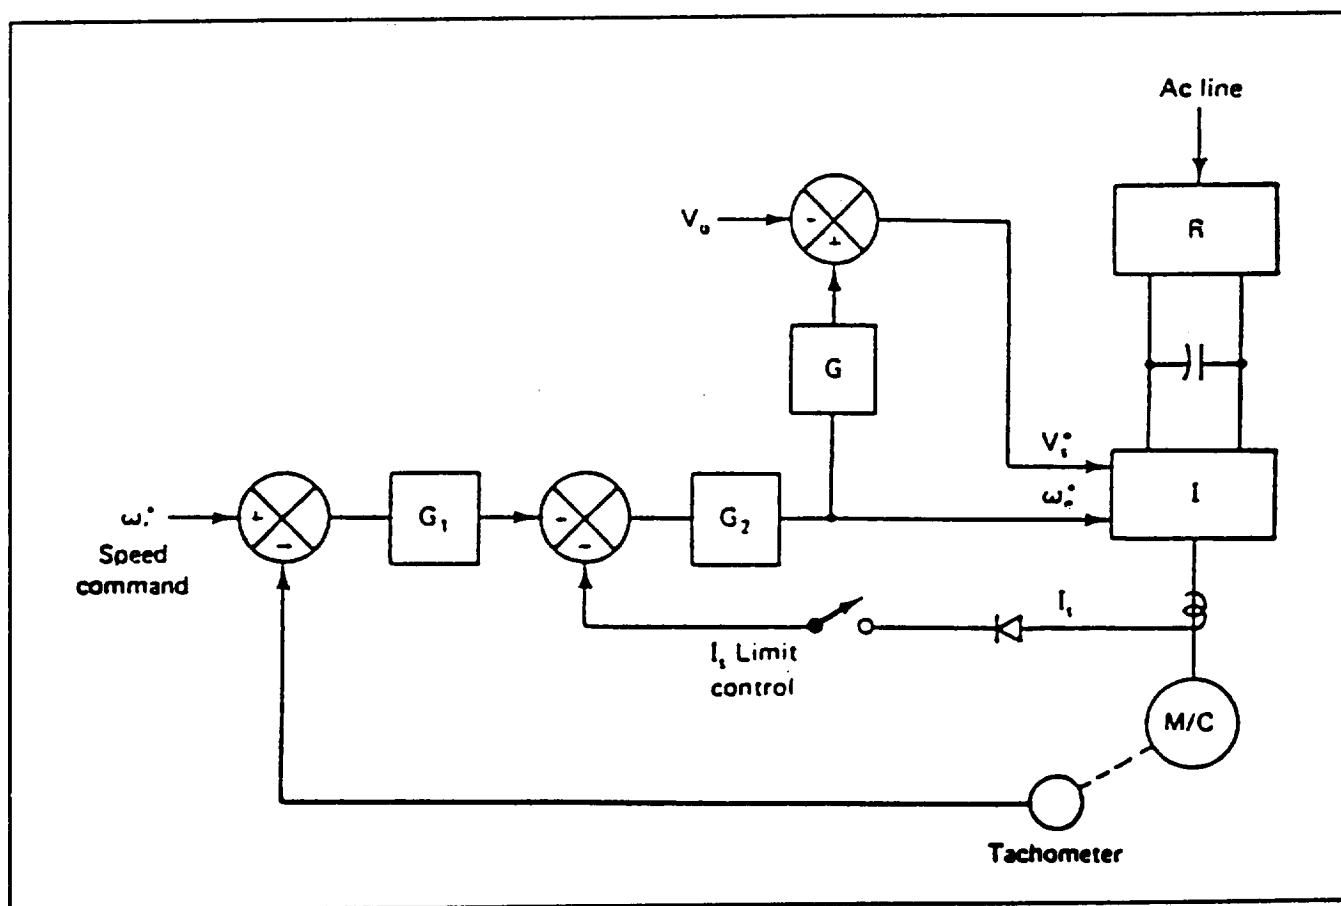 Ac line
R
V₀
G
Vₛ*
ωₑ*
I
ωᵣ*
Speed
command
G₁
G₂
Iₛ
Iₛ Limit
control
M/C
Tachometer